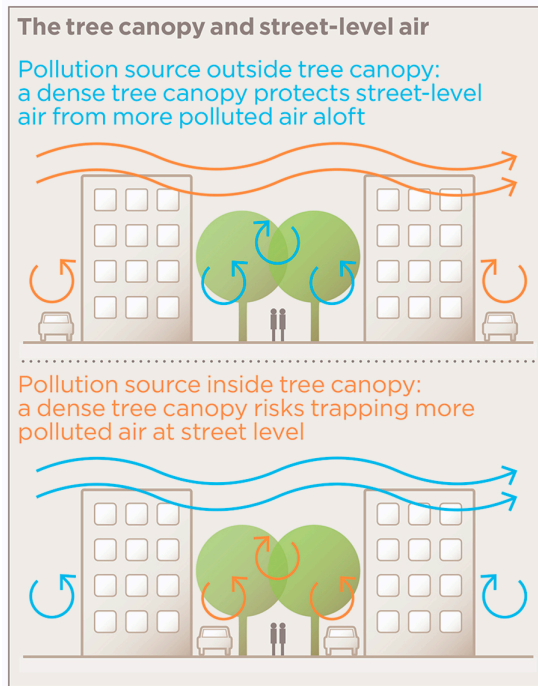 The tree canopy and street-level air
Pollution source outside tree canopy:
a dense tree canopy protects street-level
air from more polluted air aloft
Pollution source inside tree canopy:
a dense tree canopy risks trapping more
polluted air at street level